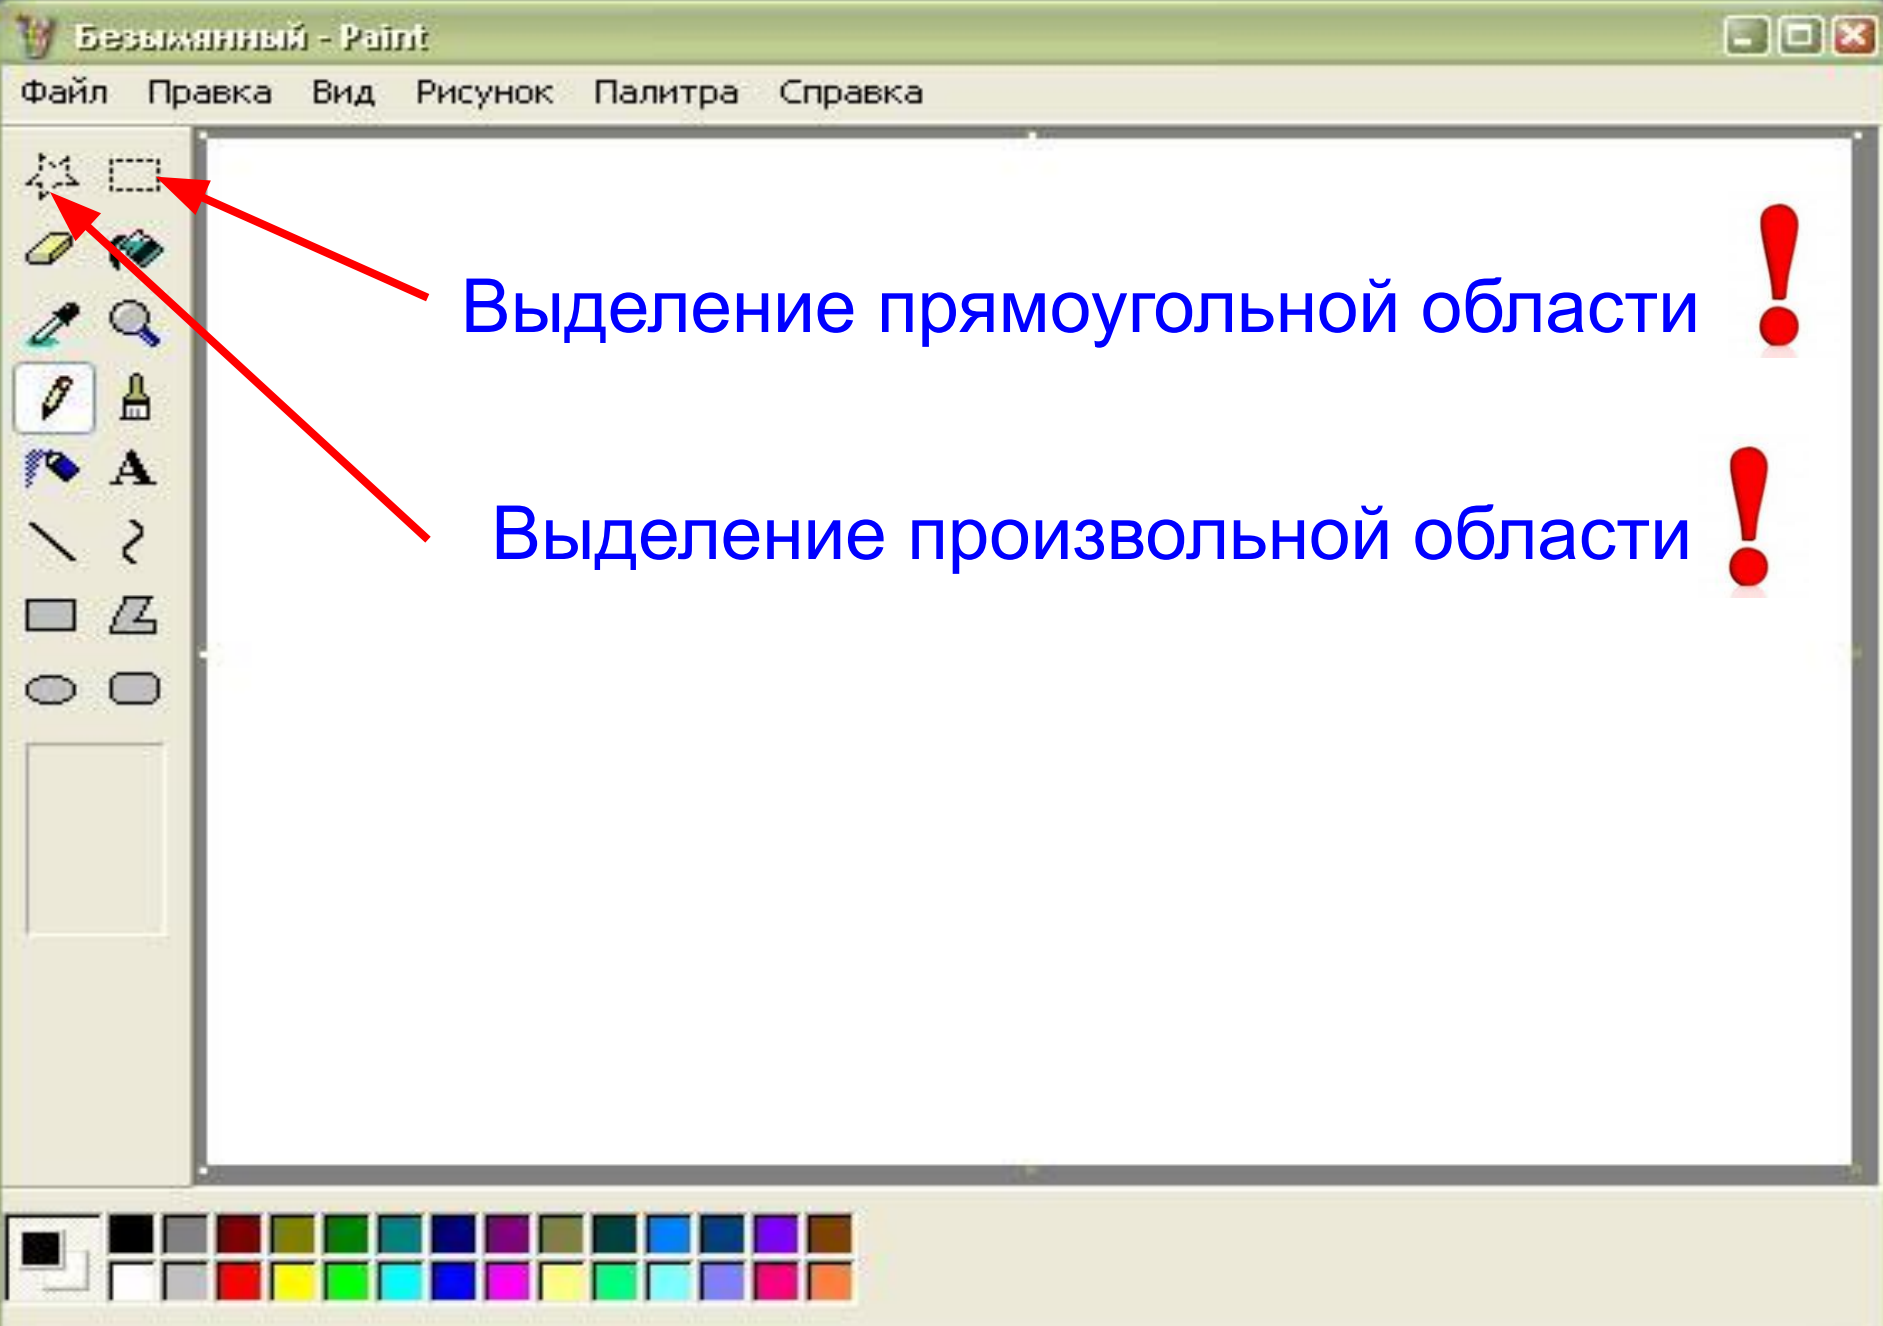 Безымянный - Paint
Файл Правка Вид Рисунок Палитра Справка
Выделение прямоугольной области
Выделение произвольной области
A